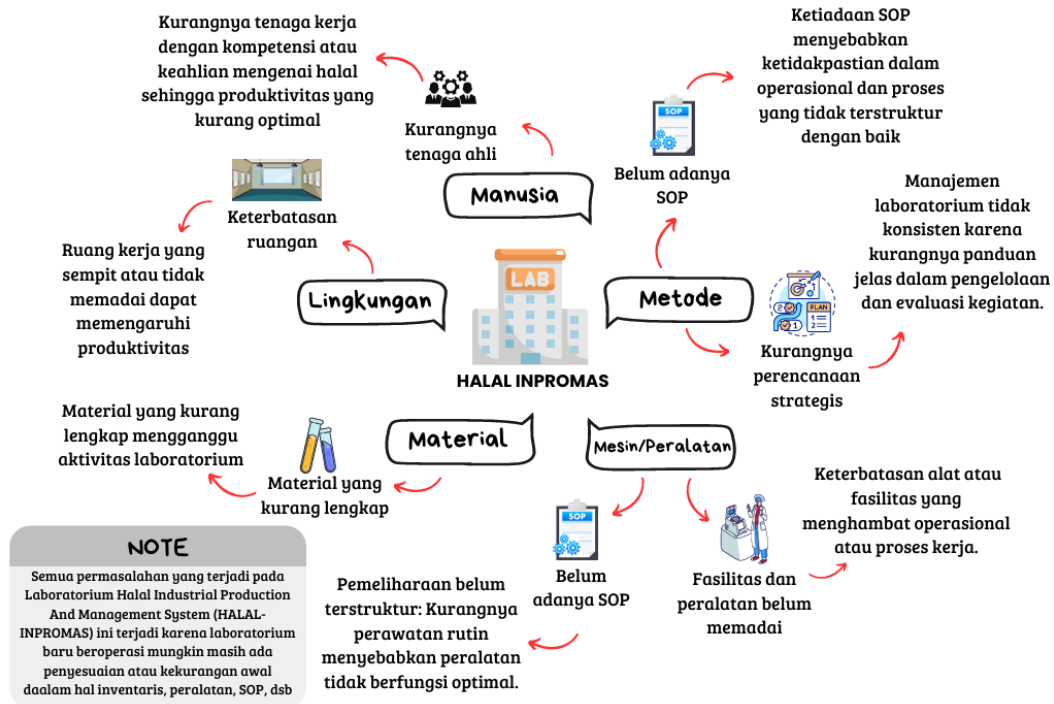 Kurangnya tenaga kerja
dengan kompetensi atau
keahlian mengenai halal
sehingga produktivitas yang
kurang optimal
Kurangnya
tenaga ahli
Manusia
Keterbatasan
ruangan
Ruang kerja yang
sempit atau tidak
memadai dapat
memengaruhi
produktivitas
Lingkungan
LAB
HALAL INPROMAS
Ketiadaan SOP
menyebabkan
ketidakpastian dalam
operasional dan proses
yang tidak terstruktur
dengan baik
SOP
Belum adanya
SOP
Metode
Manajemen
laboratorium tidak
konsisten karena
kurangnya panduan
jelas dalam pengelolaan
dan evaluasi kegiatan.
PLAN
2
1
1
2
Kurangnya
perencanaan
strategis
Material yang kurang
lengkap mengganggu
aktivitas laboratorium
Material yang
kurang lengkap
Material
Mesin/Peralatan
SOP
Belum
adanya SOP
Pemeliharaan belum
terstruktur: Kurangnya
perawatan rutin
menyebabkan peralatan
tidak berfungsi optimal.
Fasilitas dan
peralatan belum
memadai
Keterbatasan alat atau
fasilitas yang
menghambat operasional
atau proses kerja.
NOTE
Semua permasalahan yang terjadi pada
Laboratorium Halal Industrial Production
And Management System (HALAL-
INPROMAS) ini terjadi karena laboratorium
baru beroperasi mungkin masih ada
penyesuaian atau kekurangan awal
daalam hal inventaris, peralatan, SOP, dsb